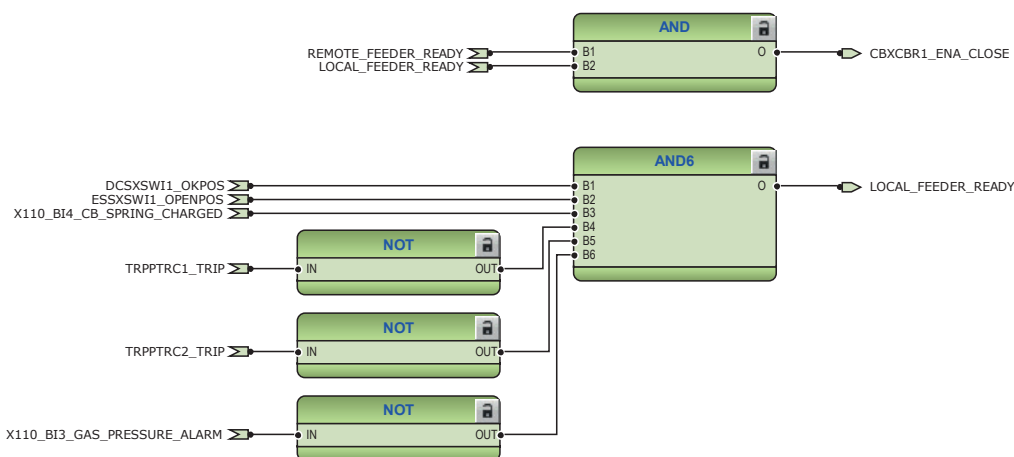 AND
REMOTE_FEEDER_READY B1 O CBXCBR1_ENA_CLOSE
LOCAL_FEEDER_READY B2
AND6
DCSXSWI1_OKPOS B1 O LOCAL_FEEDER_READY
ESSXSWI1_OPENPOS B2
X110_BI4_CB_SPRING_CHARGED B3
B4
NOT B5
B6
TRPPTRC1_TRIP IN OUT
NOT
TRPPTRC2_TRIP IN OUT
NOT
X110_BI3_GAS_PRESSURE_ALARM IN OUT